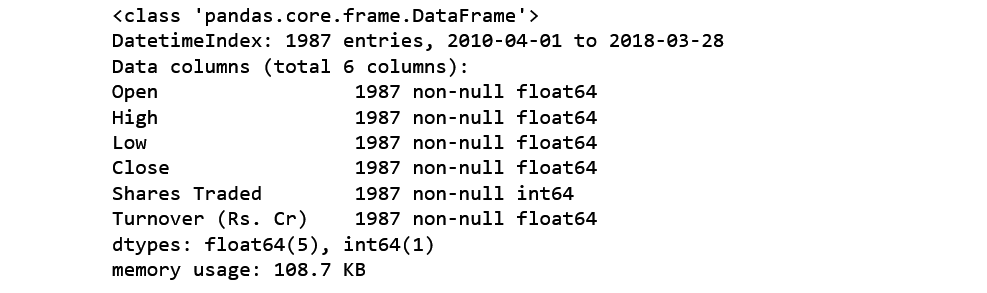 <class 'pandas.core.frame.DataFrame'>
DatetimeIndex: 1987 entries, 2010-04-01 to 2018-03-28
Data columns (total 6 columns):
Open                 1987 non-null float64
High                 1987 non-null float64
Low                  1987 non-null float64
Close                1987 non-null float64
Shares Traded        1987 non-null int64
Turnover (Rs. Cr)    1987 non-null float64
dtypes: float64(5), int64(1)
memory usage: 108.7 KB